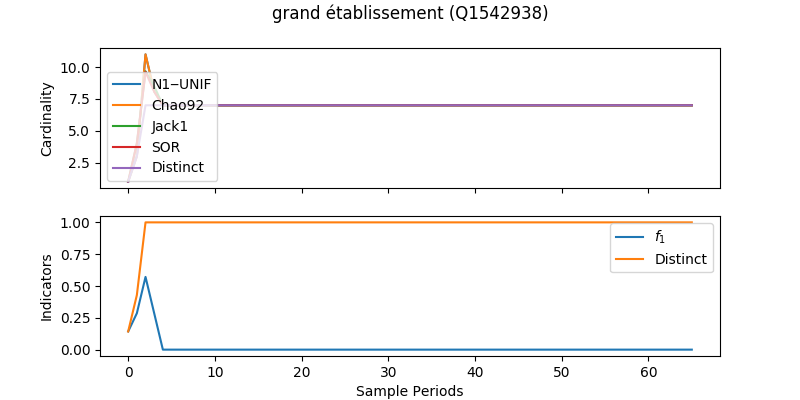 grand établissement (Q1542938)
Cardinality
10.0
7.5
5.0
2.5
N1‒UNIF
Chao92
Jack1
SOR
Distinct
Indicators
1.00
0.75
0.50
0.25
0.00
f₁
Distinct
0 10 20 30 40 50 60
Sample Periods